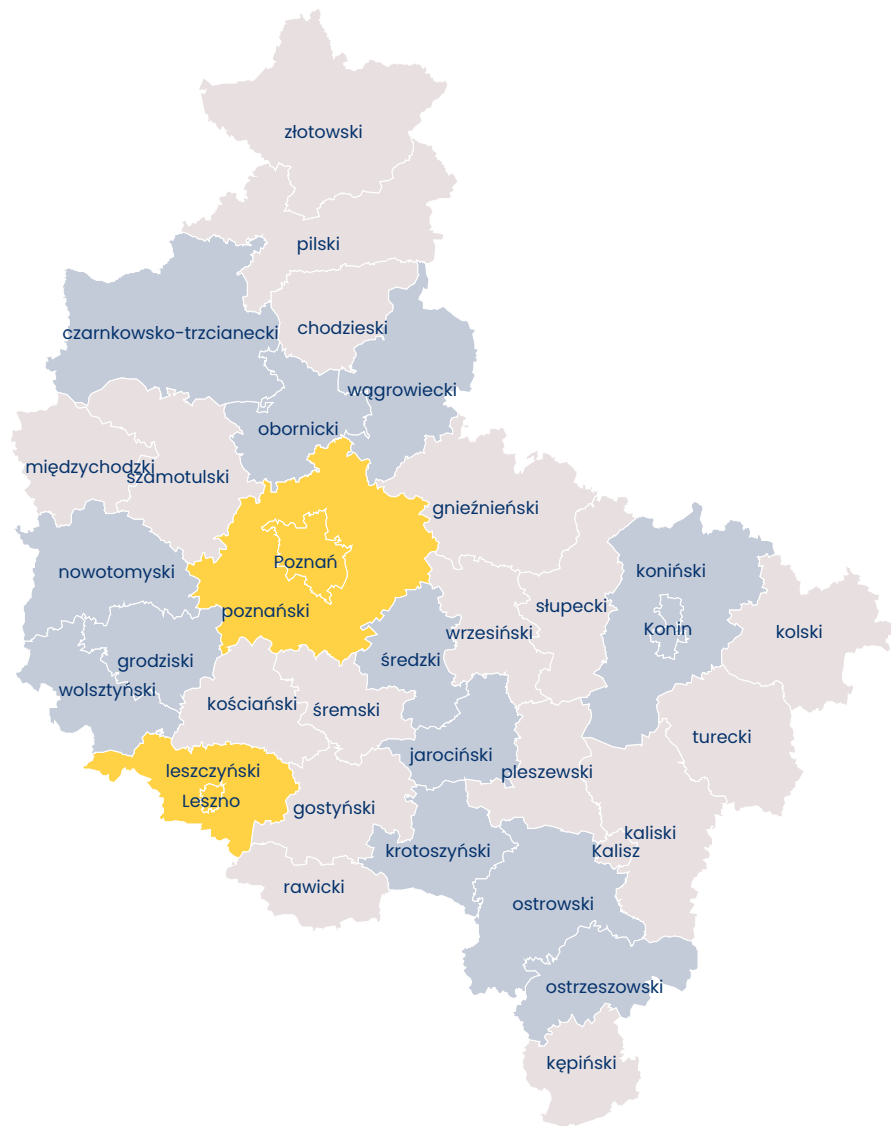 złotowski
pilski
chodzieski
czarnkowsko-trzcianecki
wągrowiecki
obornicki
międzychodzki
szamotulski
gnieźnieński
Poznań
nowotomyski
koniński
słupecki
poznański
Konin
wrzesiński
kolski
grodziski
średzki
wolsztyński
kościański
śremski
turecki
jarociński
leszczyński
pleszewski
Leszno
gostyński
kaliski
krotoszyński
Kalisz
rawicki
ostrowski
ostrzeszowski
kępiński